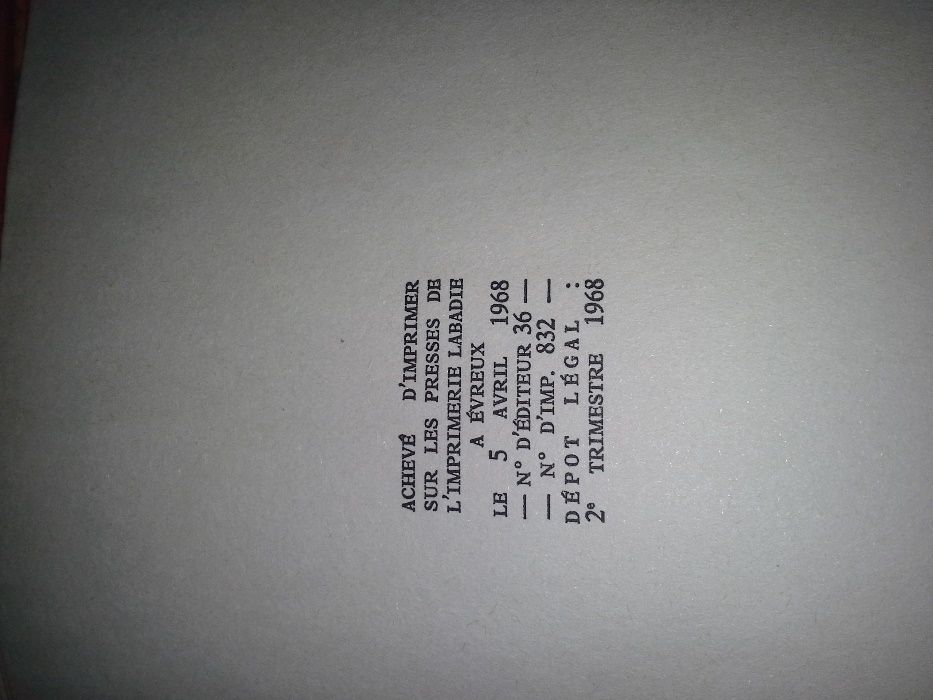 ACHEVÉ D'IMPRIMER
SUR LES PRESSES DE
L'IMPRIMERIE LABADIE
A ÉVREUX
LE 5 AVRIL 1968
— N° D'ÉDITEUR 36 —
— N° D'IMP. 832 —
DÉPOT LÉGAL :
2e TRIMESTRE 1968